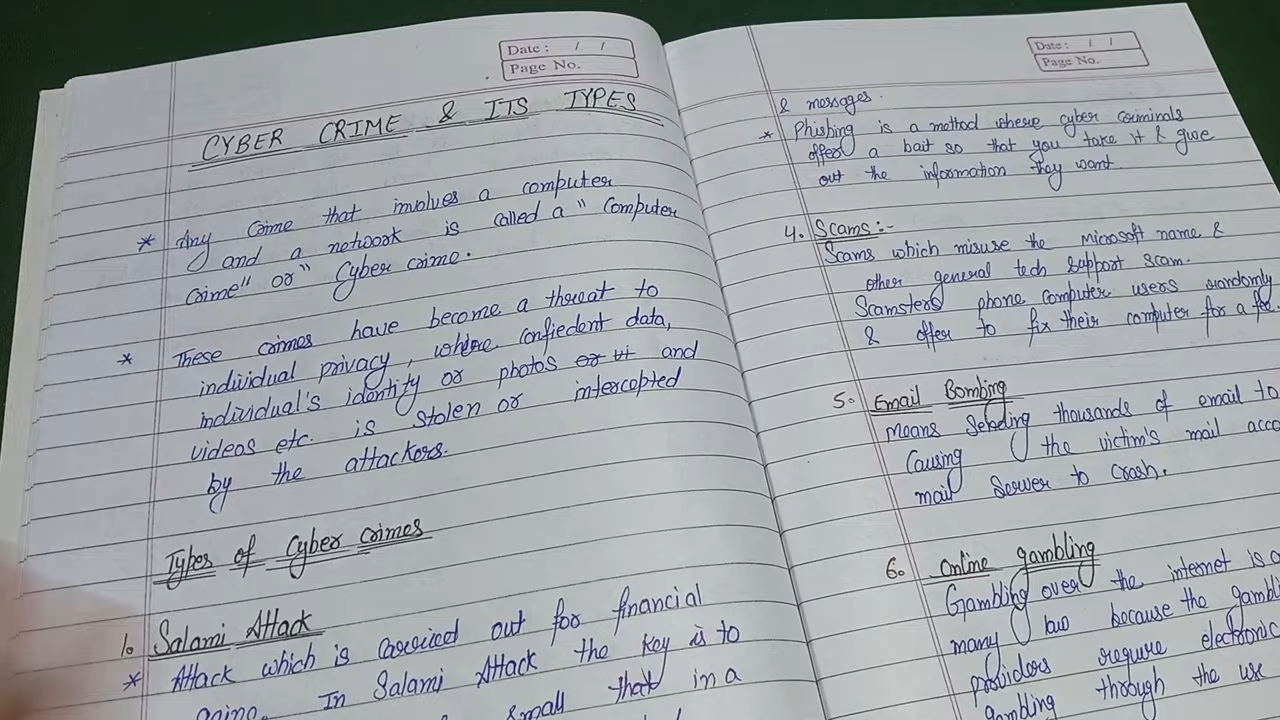 Date : / /
Page No.
CYBER CRIME & ITS TYPES
* Any Crime that involves a computer
and a network is called a " Computer
Crime" or " Cyber crime.
* These crimes have become a threat to
individual privacy, where confiedent data,
individual's identity or photos or vi and
videos etc. is stolen or intercepted
by the attackers.
Types of Cyber Crimes
1. Salami Attack
* Attack which is carried out for financial
In Salami Attack the key is to
small that in a
Date : / /
Page No.
& messages.
* Phishing is a method where cyber criminals
offer a bait so that you take it & give
out the information they want.
4. Scams :-
Scams which misuse the Microsoft name &
other general tech support scam.
Scamsters phone computer users randomly
& offer to fix their computer for a fee
5. Email Bombing
Means Sending thousands of email to
Causing the victim's mail acco
mail Server to Crash.
6. Online gambling
Gambling over the internet is
many law because the gambli
providers require electronic
gambling through the use